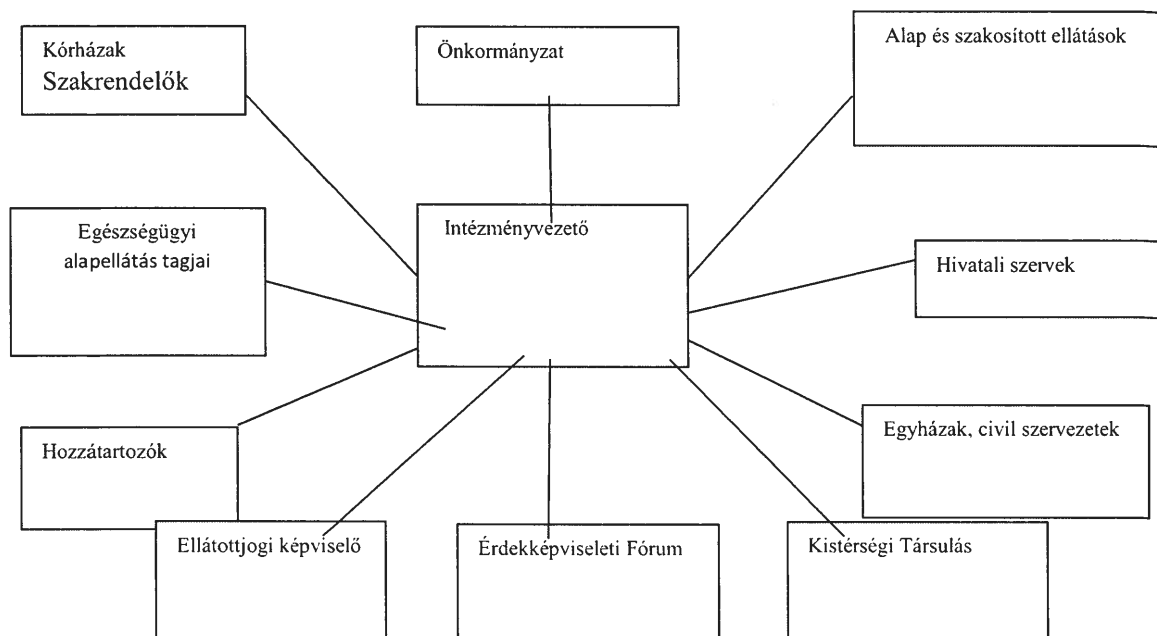 Kórházak
Szakrendelők
Önkormányzat
Alap és szakosított ellátások
Egészségügyi
alapellátás tagjai
Intézményvezető
Hivatali szervek
Hozzátartozók
Egyházak, civil szervezetek
Ellátottjogi képviselő
Érdekképviseleti Fórum
Kistérségi Társulás